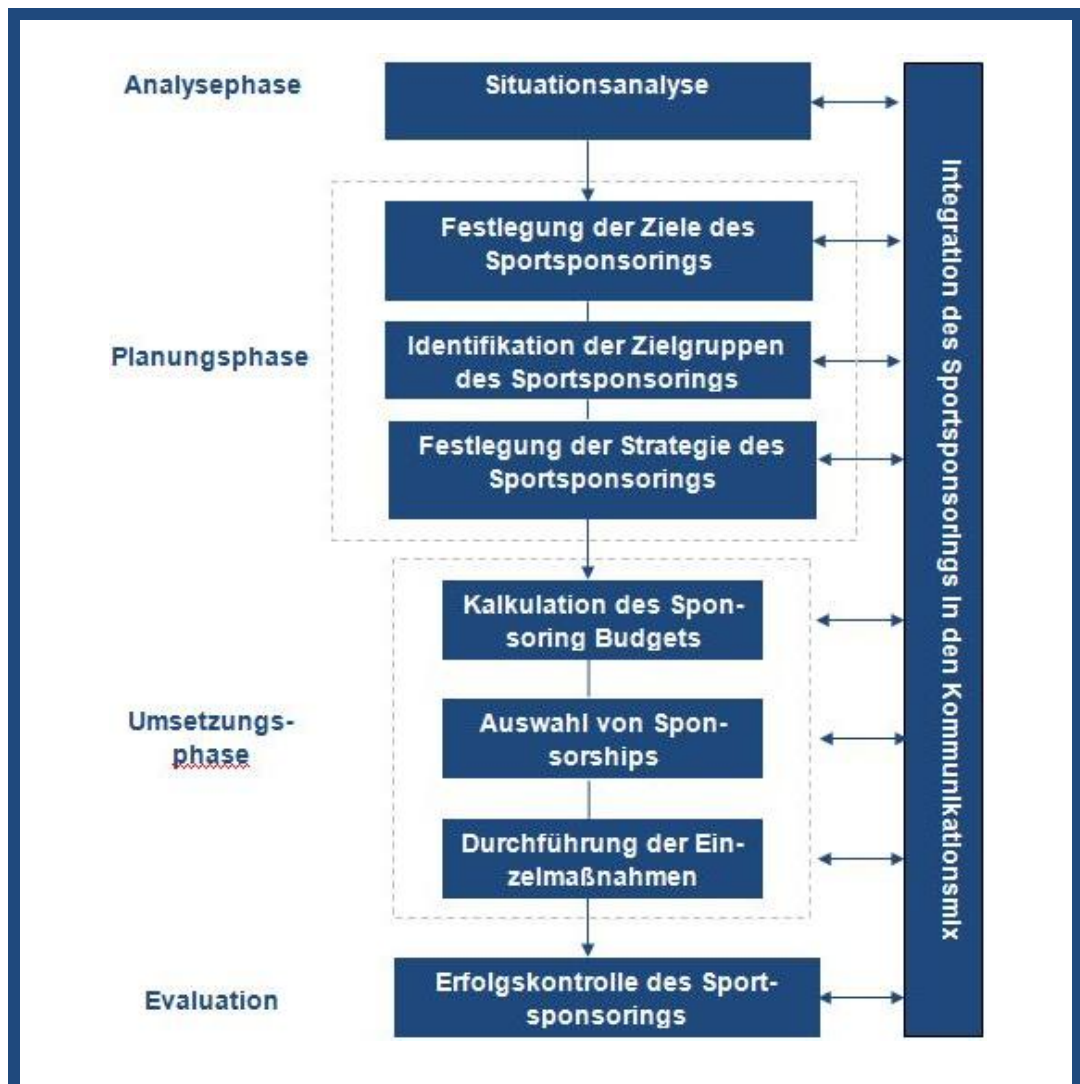 Analysephase
Situationsanalyse
Festlegung der Ziele des
Sportsponsorings
Planungsphase
Identifikation der Zielgruppen
des Sportsponsorings
Festlegung der Strategie des
Sportsponsorings
Kalkulation des Spon-
soring Budgets
Umsetzungs-
phase
Auswahl von Spon-
sorships
Durchführung der Ein-
zelmaßnahmen
Evaluation
Erfolgskontrolle des Sport-
sponsorings
Integration des Sportsponsorings in den Kommunikationsmix